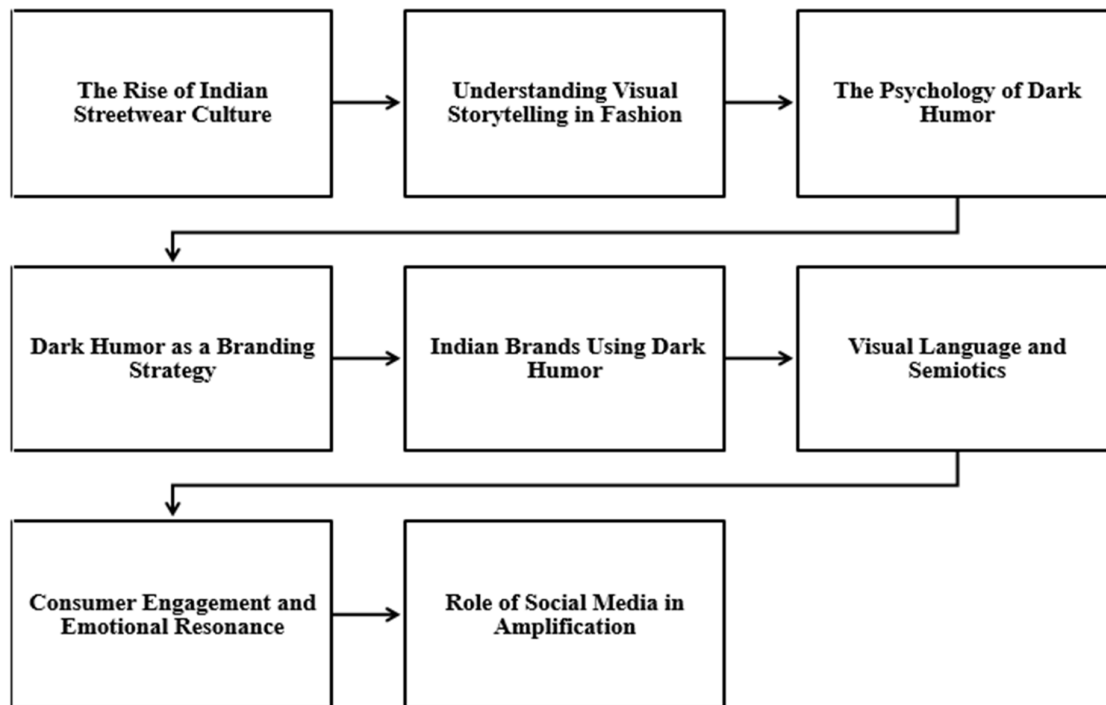 The Rise of Indian
Streetwear Culture
Understanding Visual
Storytelling in Fashion
The Psychology of Dark
Humor
Dark Humor as a Branding
Strategy
Indian Brands Using Dark
Humor
Visual Language and
Semiotics
Consumer Engagement and
Emotional Resonance
Role of Social Media in
Amplification